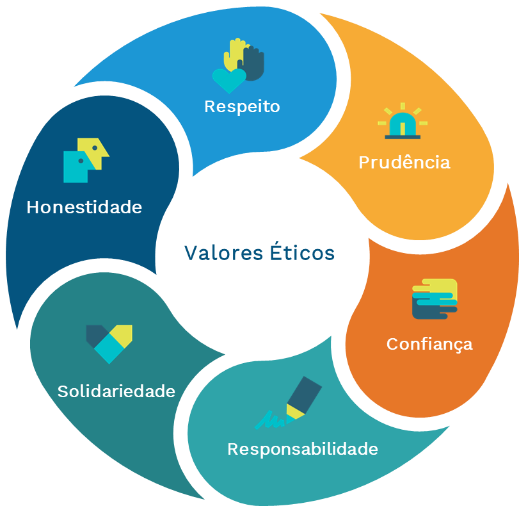 Respeito
Prudência
Honestidade
Valores Éticos
Confiança
Solidariedade
Responsabilidade